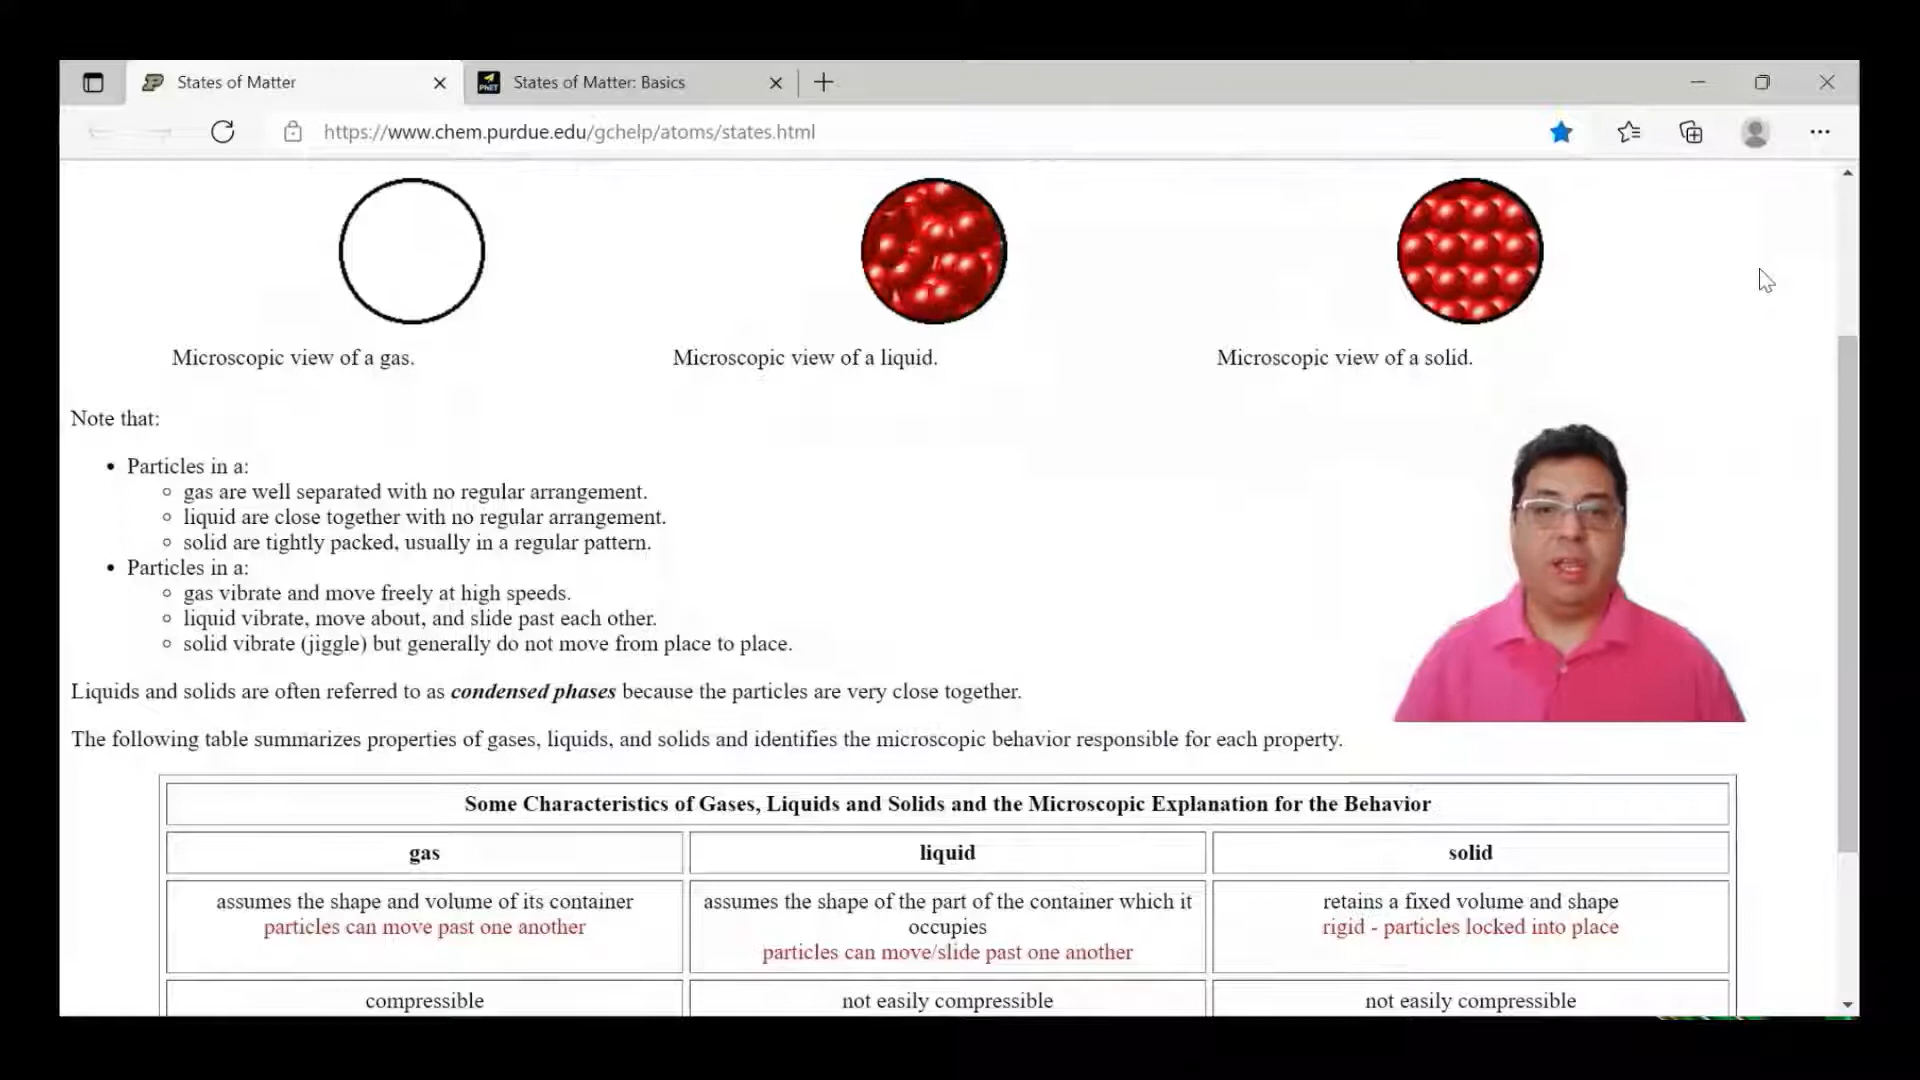 States of Matter
States of Matter: Basics
https://www.chem.purdue.edu/gchelp/atoms/states.html
Microscopic view of a gas.
Microscopic view of a liquid.
Microscopic view of a solid.
Note that:
Particles in a:
gas are well separated with no regular arrangement.
liquid are close together with no regular arrangement.
solid are tightly packed, usually in a regular pattern.
Particles in a:
gas vibrate and move freely at high speeds.
liquid vibrate, move about, and slide past each other.
solid vibrate (jiggle) but generally do not move from place to place.
Liquids and solids are often referred to as condensed phases because the particles are very close together.
The following table summarizes properties of gases, liquids, and solids and identifies the microscopic behavior responsible for each property.
Some Characteristics of Gases, Liquids and Solids and the Microscopic Explanation for the Behavior
gas
liquid
solid
assumes the shape and volume of its container
particles can move past one another
assumes the shape of the part of the container which it
occupies
particles can move/slide past one another
retains a fixed volume and shape
rigid - particles locked into place
compressible
not easily compressible
not easily compressible